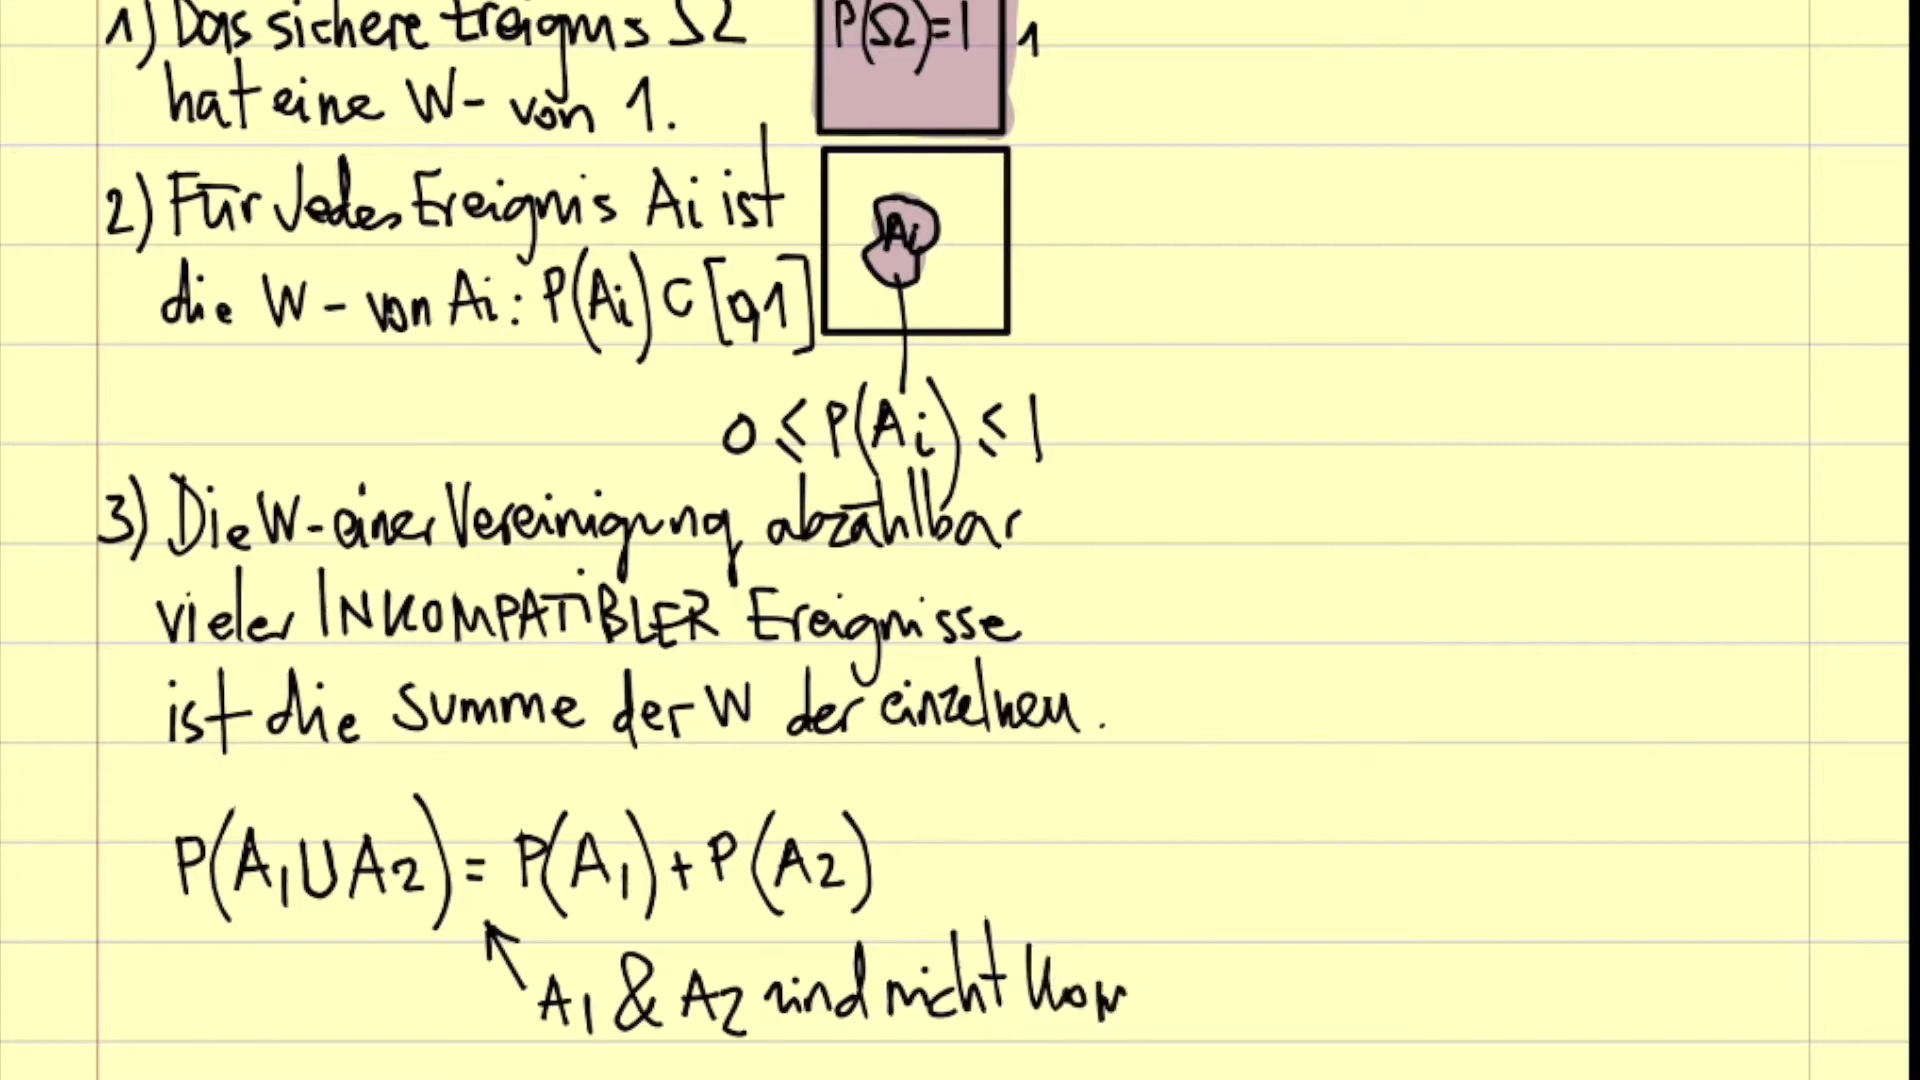 1) Das sichere Ereignis Ω
P(Ω)=1 1
hat eine W- von 1.
2) Für Jedes Ereignis Ai ist
Ai
die W- von Ai: P(Ai) C [0,1]
0 ≤ P(Ai) ≤ 1
3) Die W- einer Vereinigung abzählbar
vieler INKOMPATIBLER Ereignisse
ist die Summe der W der einzelnen.
P(A1 ∪ A2) = P(A1) + P(A2)
A1 & A2 sind nicht kom